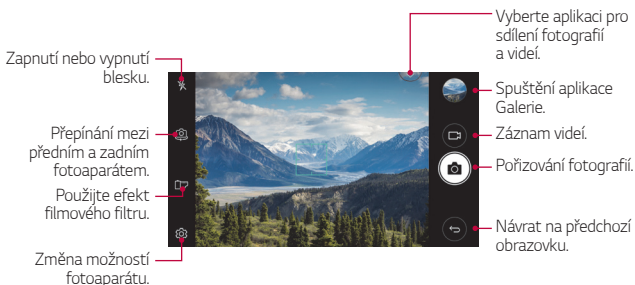 Zapnutí nebo vypnutí
blesku.
Přepínání mezi
předním a zadním
fotoaparátem.
Použijte efekt
filmového filtru.
Změna možností
fotoaparátu.
Vyberte aplikaci pro
sdílení fotografií
a videí.
Spuštění aplikace
Galerie.
Záznam videí.
Pořizování fotografií.
Návrat na předchozí
obrazovku.